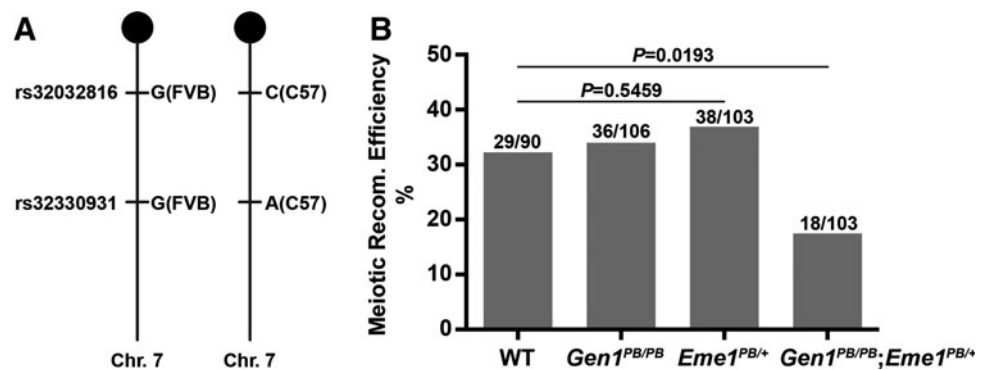 A
rs32032816 G(FVB) C(C57)
rs32330931 G(FVB) A(C57)
Chr. 7 Chr. 7
B
Meiotic Recom. Efficiency
%
50
40
30
20
10
0
P=0.0193
P=0.5459
29/90 36/106 38/103 18/103
WT Gen1PB/PB Eme1PB/+ Gen1PB/PB;Eme1PB/+